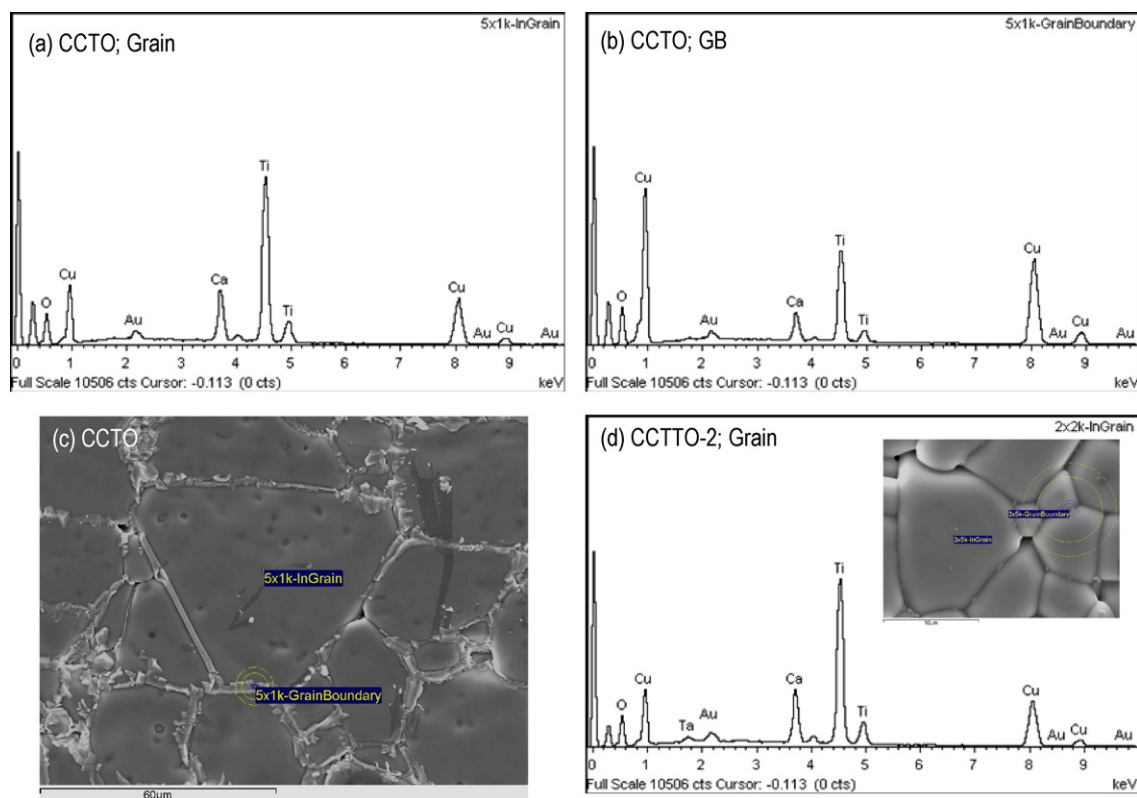 5x1k-InGrain
(a) CCTO; Grain
Ti
Cu
Ca
Cu
O
Ti
Au
Au
Cu
Au
0 1 2 3 4 5 6 7 8 9
Full Scale 10506 cts Cursor: -0.113 (0 cts)
keV
5x1k-GrainBoundary
(b) CCTO; GB
Cu
Ti
Cu
O
Ca
Au
Ti
Au
Cu
Au
0 1 2 3 4 5 6 7 8 9
Full Scale 10506 cts Cursor: -0.113 (0 cts)
keV
(c) CCTO
5x1k-InGrain
5x1k-GrainBoundary
60um
2x2k-InGrain
(d) CCTTO-2; Grain
3x5k-GrainBoundary
3x5k-InGrain
10um
Ti
Cu
Ca
Cu
O
Ti
Ta
Au
Au
Cu
Au
0 1 2 3 4 5 6 7 8 9
Full Scale 10506 cts Cursor: -0.113 (0 cts)
keV